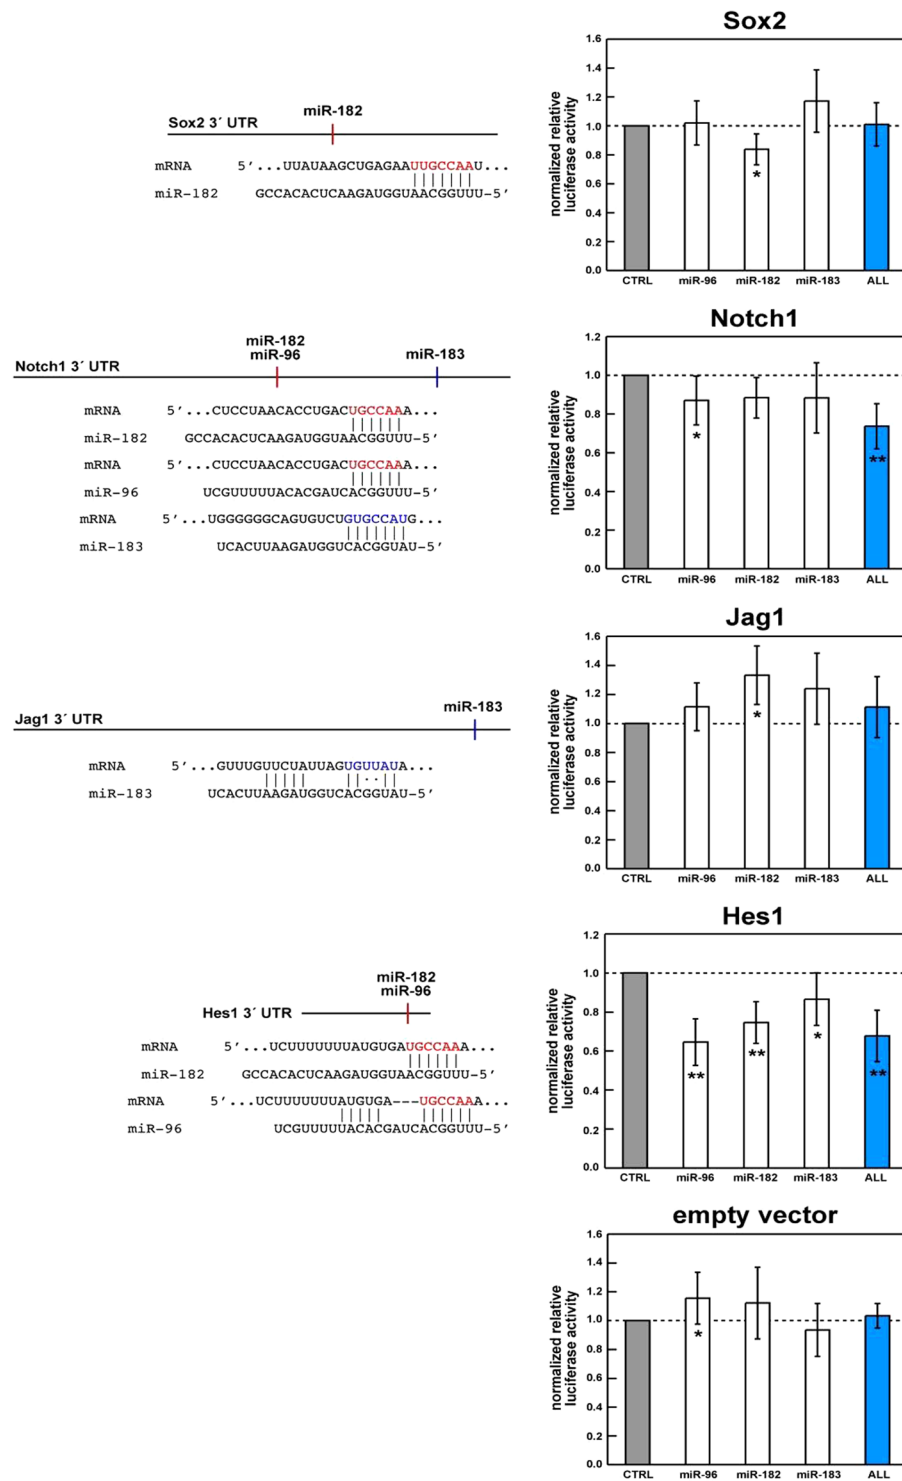 Sox2
miR-182
Sox2 3´ UTR
mRNA 5’...UUAUAAGCUGAGAAUUGCCAAU...
miR-182 GCCACACUCAAGAUGGUAACGGUUU-5’
normalized relative
luciferase activity
1.6
1.4
1.2
1.0
0.8
0.6
0.4
0.2
0.0
*
CTRL miR-96 miR-182 miR-183 ALL
Notch1
miR-182
miR-96
miR-183
Notch1 3´ UTR
mRNA 5’...CUCCUAACACCUGACUGCCAAA...
miR-182 GCCACACUCAAGAUGGUAACGGUUU-5’
mRNA 5’...CUCCUAACACCUGACUGCCAAA...
miR-96 UCGUUUUUACACGAUCACGGUUU-5’
mRNA 5’...UGGGGGGCAGUGUCUGUGCCAUG...
miR-183 UCACUUAAGAUGGUCACGGUAU-5’
normalized relative
luciferase activity
1.2
1.0
0.8
0.6
0.4
0.2
0.0
* **
CTRL miR-96 miR-182 miR-183 ALL
Jag1
miR-183
Jag1 3´ UTR
mRNA 5’...GUUUGUUCUAUUAGUGUUAUA...
miR-183 UCACUUAAGAUGGUCACGGUAU-5’
normalized relative
luciferase activity
1.6
1.4
1.2
1.0
0.8
0.6
0.4
0.2
0.0
*
CTRL miR-96 miR-182 miR-183 ALL
Hes1
miR-182
miR-96
Hes1 3´ UTR
mRNA 5’...UCUUUUUUUAUGUGAUGCCAAA...
miR-182 GCCACACUCAAGAUGGUAACGGUUU-5’
mRNA 5’...UCUUUUUUUAUGUGA---UGCCAAA...
miR-96 UCGUUUUUACACGAUCACGGUUU-5’
normalized relative
luciferase activity
1.2
1.0
0.8
0.6
0.4
0.2
0.0
** ** * **
CTRL miR-96 miR-182 miR-183 ALL
empty vector
normalized relative
luciferase activity
1.6
1.4
1.2
1.0
0.8
0.6
0.4
0.2
0.0
*
CTRL miR-96 miR-182 miR-183 ALL